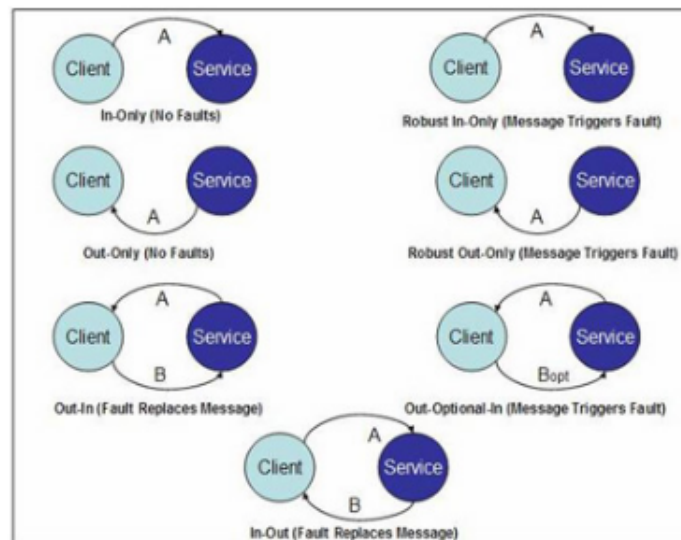 A A
Client Service Client Service
In-Only (No Faults) Robust In-Only (Message Triggers Fault)
Client Service Client Service
A A
Out-Only (No Faults) Robust Out-Only (Message Triggers Fault)
A A
Client Service Client Service
B Bopt
Out-In (Fault Replaces Message) Out-Optional-In (Message Triggers Fault)
A
Client Service
B
In-Out (Fault Replaces Message)